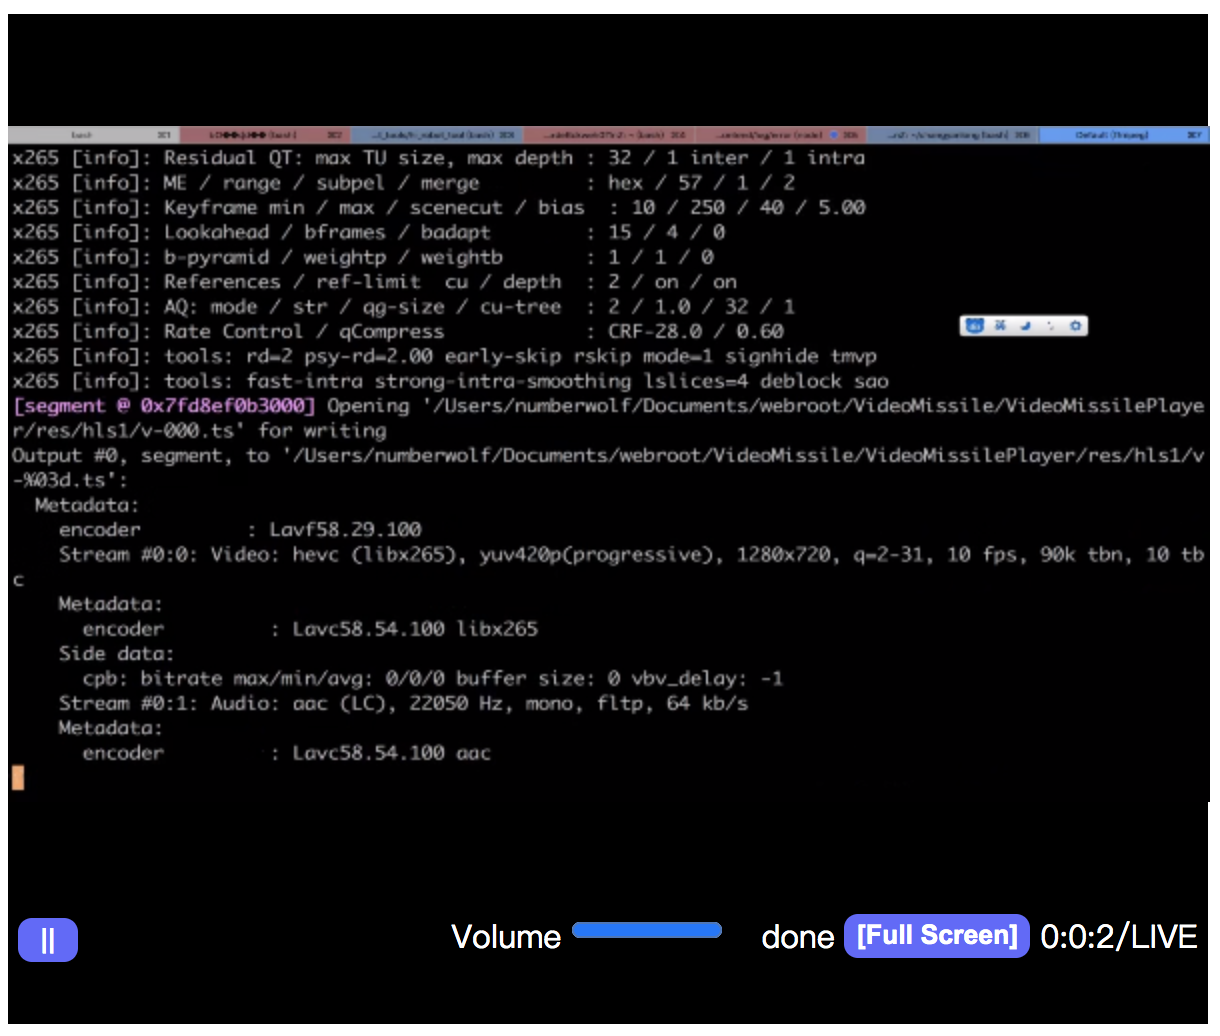 bash ⌘1 ⌘2 ⌘3 ⌘4 ⌘5 ⌘6 Default ⌘7
x265 [info]: Residual QT: max TU size, max depth : 32 / 1 inter / 1 intra
x265 [info]: ME / range / subpel / merge         : hex / 57 / 1 / 2
x265 [info]: Keyframe min / max / scenecut / bias  : 10 / 250 / 40 / 5.00
x265 [info]: Lookahead / bframes / badapt        : 15 / 4 / 0
x265 [info]: b-pyramid / weightp / weightb       : 1 / 1 / 0
x265 [info]: References / ref-limit  cu / depth  : 2 / on / on
x265 [info]: AQ: mode / str / qg-size / cu-tree  : 2 / 1.0 / 32 / 1
x265 [info]: Rate Control / qCompress            : CRF-28.0 / 0.60
x265 [info]: tools: rd=2 psy-rd=2.00 early-skip rskip mode=1 signhide tmvp
x265 [info]: tools: fast-intra strong-intra-smoothing lslices=4 deblock sao
[segment @ 0x7fd8ef0b3000] Opening '/Users/numberwolf/Documents/webroot/VideoMissile/VideoMissilePlaye
r/res/hls1/v-000.ts' for writing
Output #0, segment, to '/Users/numberwolf/Documents/webroot/VideoMissile/VideoMissilePlayer/res/hls1/v
-%03d.ts':
  Metadata:
    encoder         : Lavf58.29.100
    Stream #0:0: Video: hevc (libx265), yuv420p(progressive), 1280x720, q=2-31, 10 fps, 90k tbn, 10 tb
c
    Metadata:
      encoder         : Lavc58.54.100 libx265
    Side data:
      cpb: bitrate max/min/avg: 0/0/0 buffer size: 0 vbv_delay: -1
    Stream #0:1: Audio: aac (LC), 22050 Hz, mono, fltp, 64 kb/s
    Metadata:
      encoder         : Lavc58.54.100 aac
Volume done [Full Screen] 0:0:2/LIVE